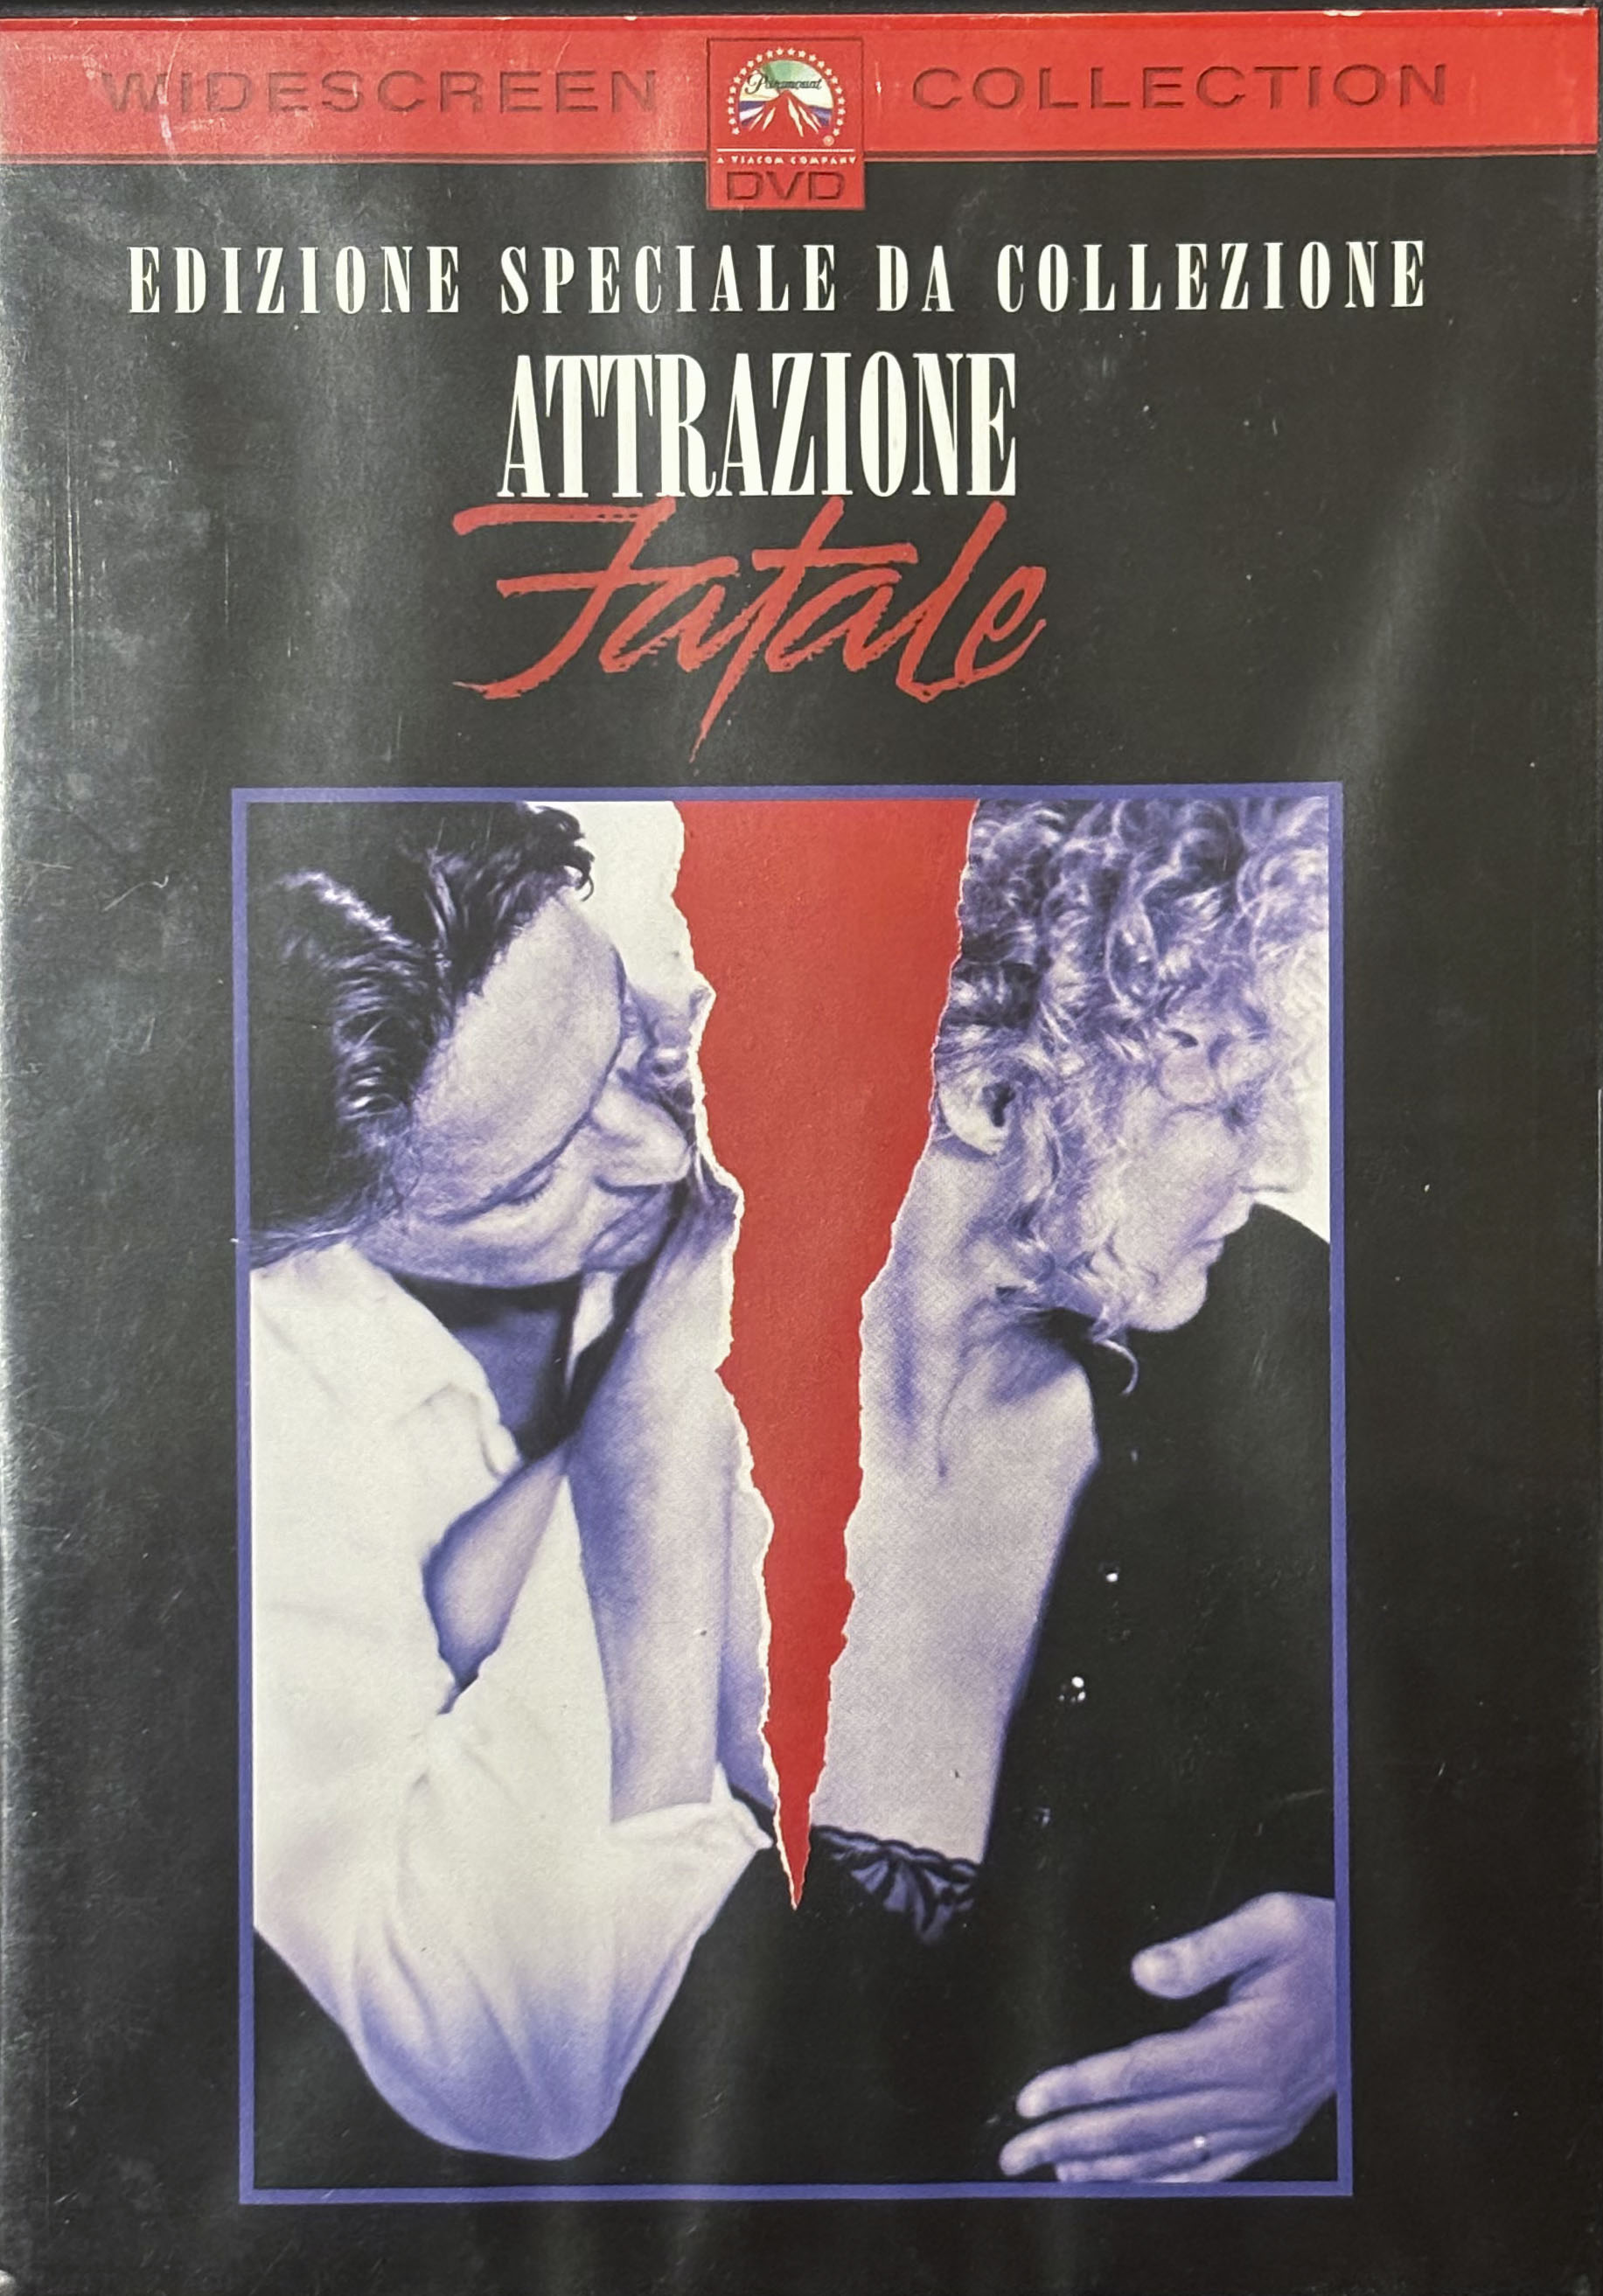 WIDESCREEN COLLECTION
Paramount
A VIACOM COMPANY
DVD
EDIZIONE SPECIALE DA COLLEZIONE
ATTRAZIONE
Fatale